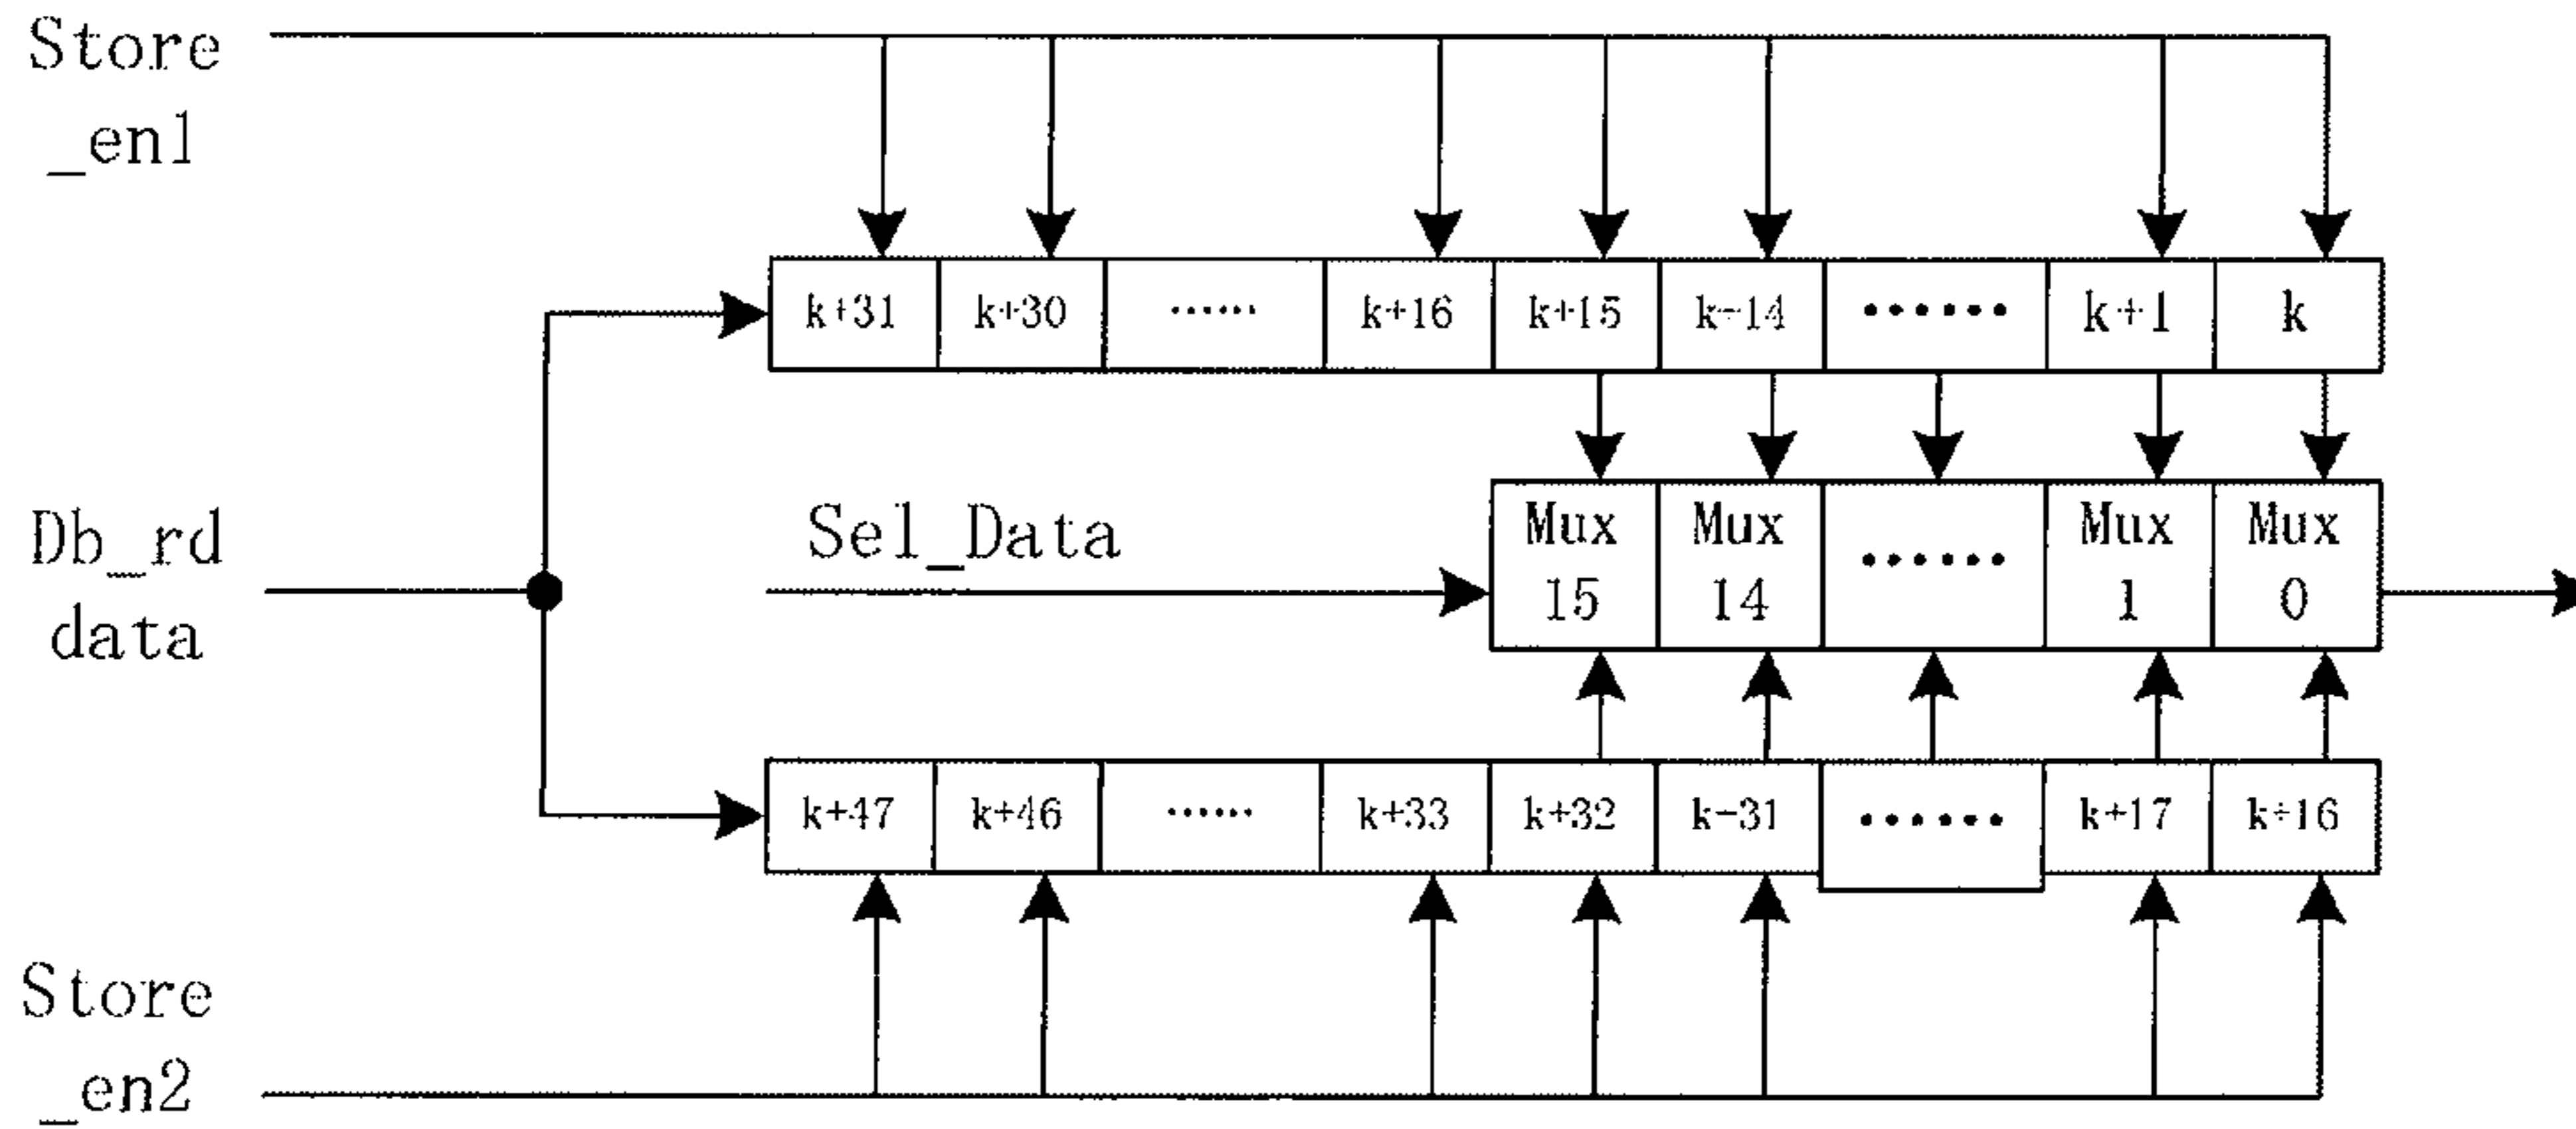 Store
_en1
k+31 k+30 ...... k+16 k+15 k-14 ...... k+1 k
Db_rd
data
Sel_Data
Mux Mux ...... Mux Mux
15 14 1 0
k+47 k+46 ...... k+33 k+32 k-31 ...... k+17 k+16
Store
_en2